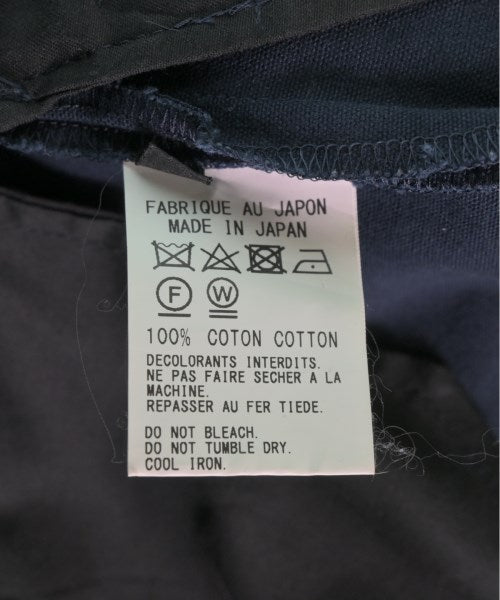 FABRIQUE AU JAPON
MADE IN JAPAN
F W
100% COTON COTTON
DECOLORANTS INTERDITS.
NE PAS FAIRE SECHER A LA
MACHINE.
REPASSER AU FER TIEDE.
DO NOT BLEACH.
DO NOT TUMBLE DRY.
COOL IRON.